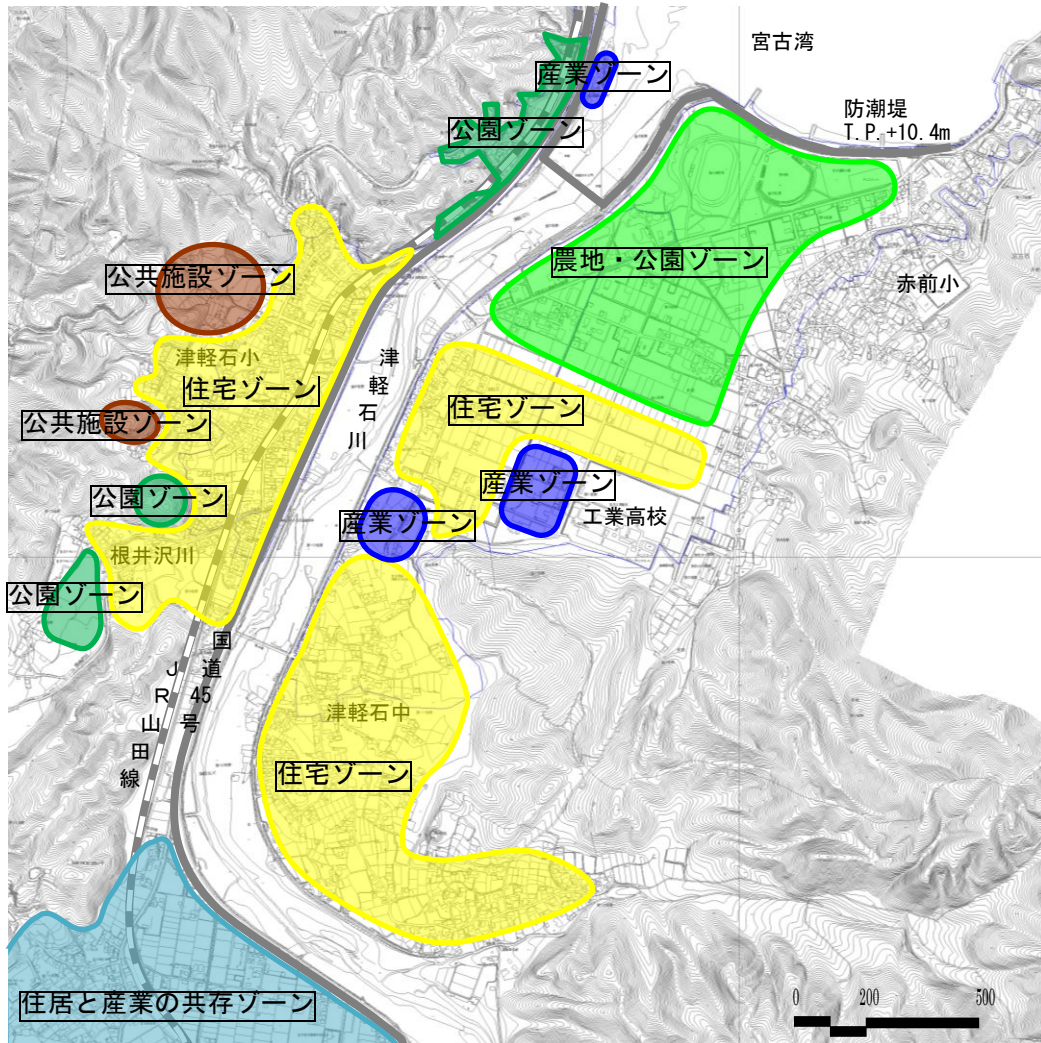 宮古湾
産業ゾーン
防潮堤
T.P.+10.4m
公園ゾーン
農地・公園ゾーン
公共施設ゾーン
赤前小
津軽石小
住宅ゾーン
津軽石川
住宅ゾーン
公共施設ゾーン
産業ゾーン
公園ゾーン
産業ゾーン
工業高校
根井沢川
公園ゾーン
国道45号
JR山田線
津軽石中
住宅ゾーン
住居と産業の共存ゾーン
0 200 500